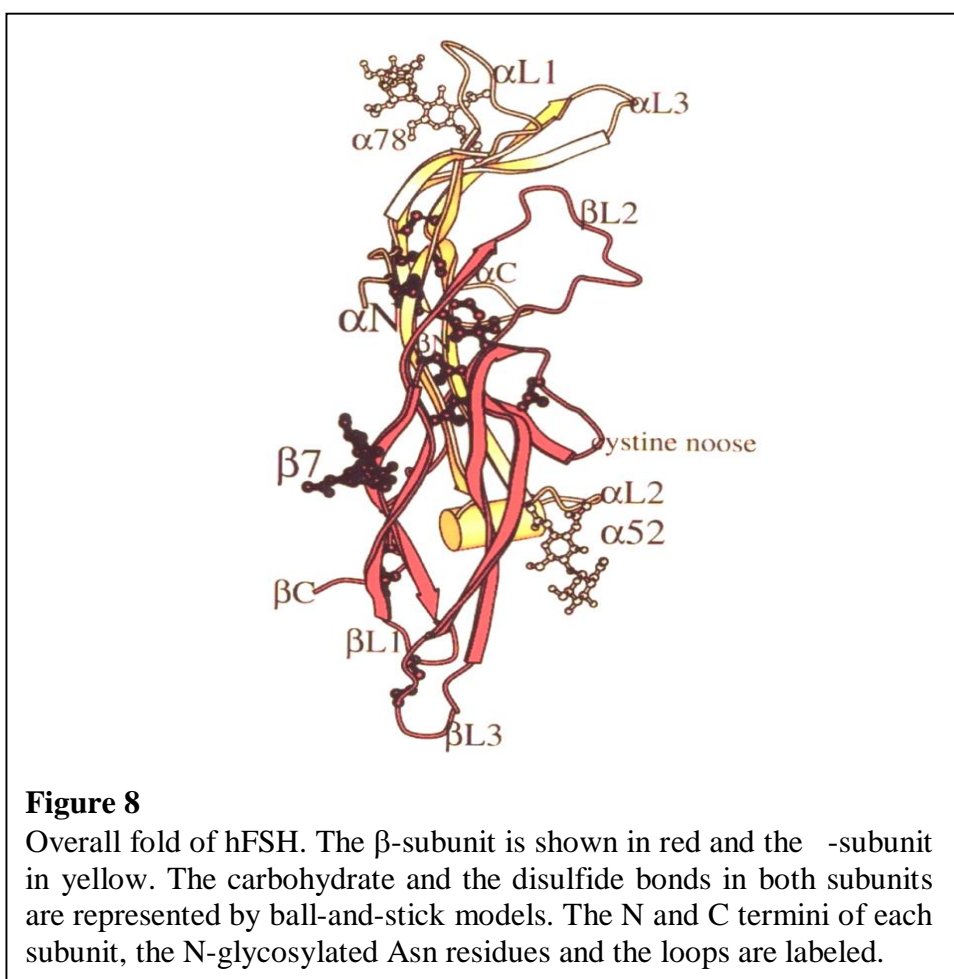 αL1
αL3
α78
βL2
αC
αN
βN
β7
cystine noose
αL2
α52
βC
βL1
βL3
Figure 8
Overall fold of hFSH. The β-subunit is shown in red and the -subunit
in yellow. The carbohydrate and the disulfide bonds in both subunits
are represented by ball-and-stick models. The N and C termini of each
subunit, the N-glycosylated Asn residues and the loops are labeled.